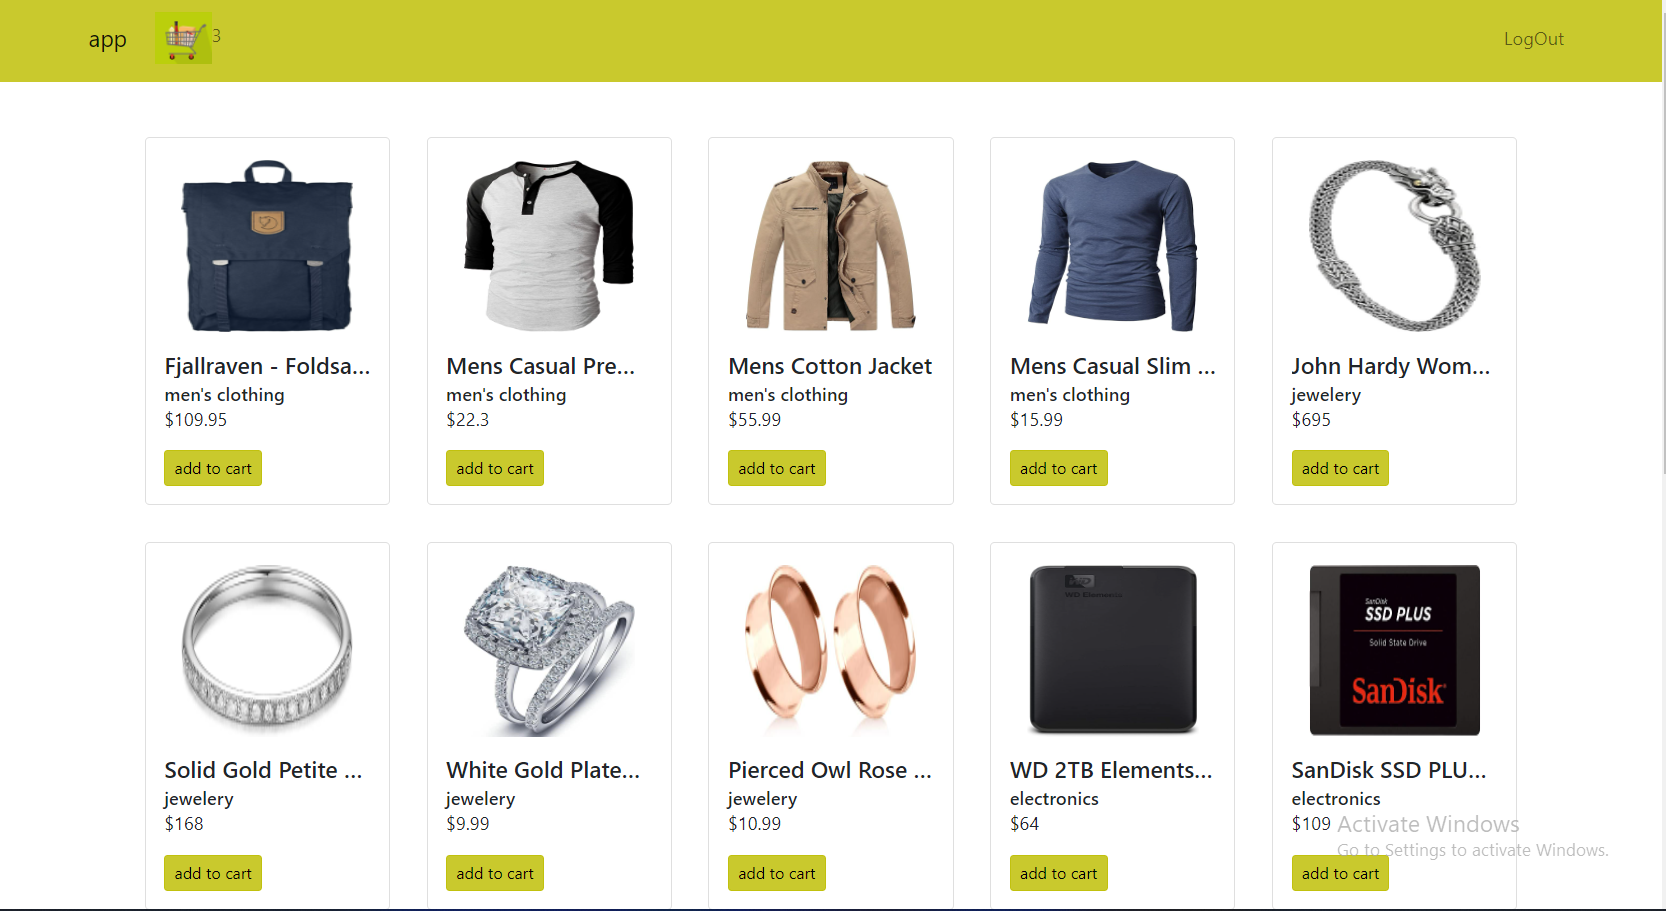 app
3
LogOut
Fjallraven - Foldsa...
men's clothing
$109.95
add to cart
Mens Casual Pre...
men's clothing
$22.3
add to cart
Mens Cotton Jacket
men's clothing
$55.99
add to cart
Mens Casual Slim ...
men's clothing
$15.99
add to cart
John Hardy Wom...
jewelery
$695
add to cart
Solid Gold Petite ...
jewelery
$168
add to cart
White Gold Plate...
jewelery
$9.99
add to cart
Pierced Owl Rose ...
jewelery
$10.99
add to cart
WD
WD Elements
WD 2TB Elements...
electronics
$64
add to cart
SanDisk
SSD PLUS
Solid State Drive
SanDisk
SanDisk SSD PLU...
electronics
$109
add to cart
Activate Windows
Go to Settings to activate Windows.